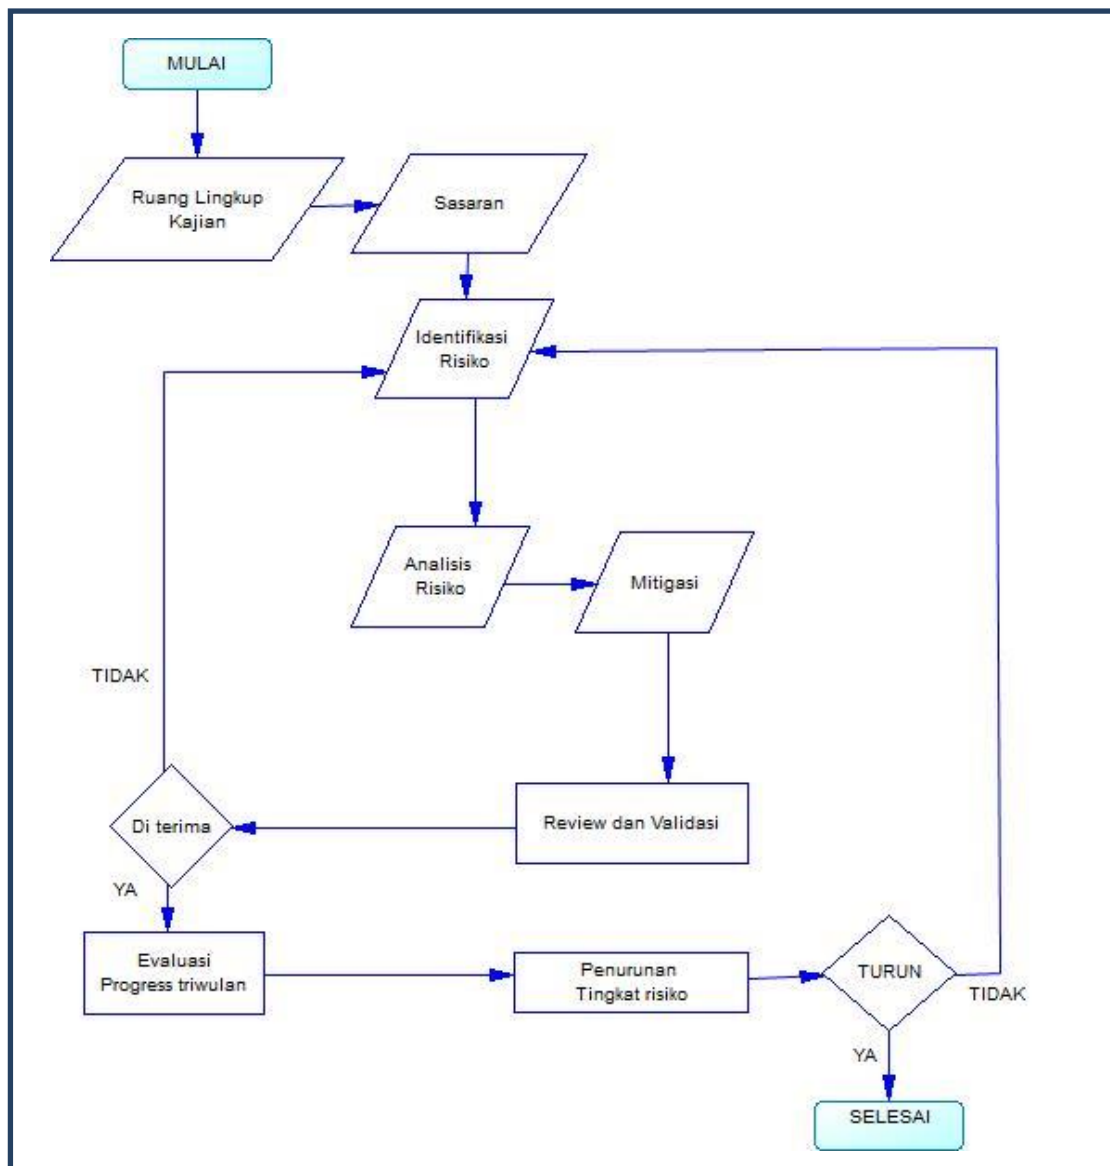 MULAI
Ruang Lingkup
Kajian
Sasaran
Identifikasi
Risiko
Analisis
Risiko
Mitigasi
TIDAK
Di terima
Review dan Validasi
YA
Evaluasi
Progress triwulan
Penurunan
Tingkat risiko
TURUN
TIDAK
YA
SELESAI